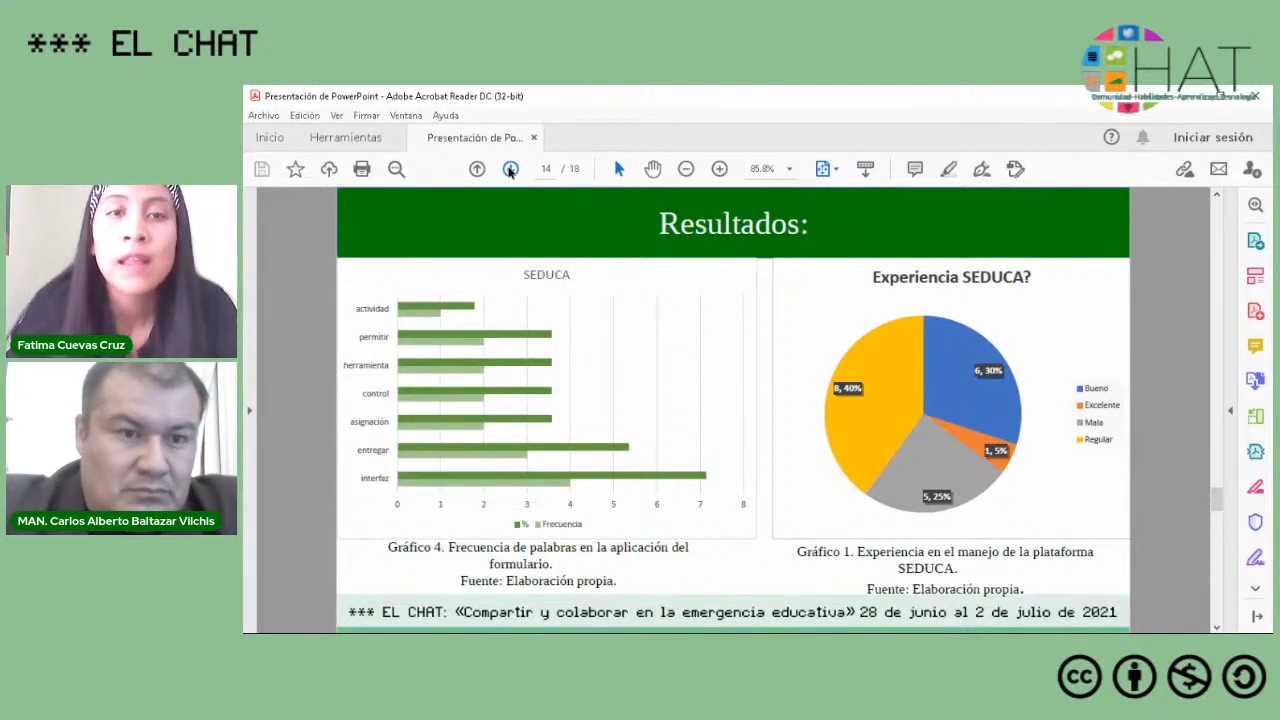 *** EL CHAT
HAT
Comunidad·Habilidades·Aprendizaje·Tecnología
Presentación de PowerPoint - Adobe Acrobat Reader DC (32-bit)
Archivo Edición Ver Firmar Ventana Ayuda
Inicio Herramientas Presentación de Po... × Iniciar sesión
14 / 18 85.8%
Resultados:
SEDUCA
actividad
permitir
herramienta
control
asignación
entregar
interfaz
0 1 2 3 4 5 6 7 8
% Frecuencia
Gráfico 4. Frecuencia de palabras en la aplicación del
formulario.
Fuente: Elaboración propia.
Experiencia SEDUCA?
6, 30%
8, 40%
1, 5%
5, 25%
Bueno
Excelente
Mala
Regular
Gráfico 1. Experiencia en el manejo de la plataforma
SEDUCA.
Fuente: Elaboración propia.
*** EL CHAT: «Compartir y colaborar en la emergencia educativa» 28 de junio al 2 de julio de 2021
Fatima Cuevas Cruz
MAN. Carlos Alberto Baltazar Vilchis
cc